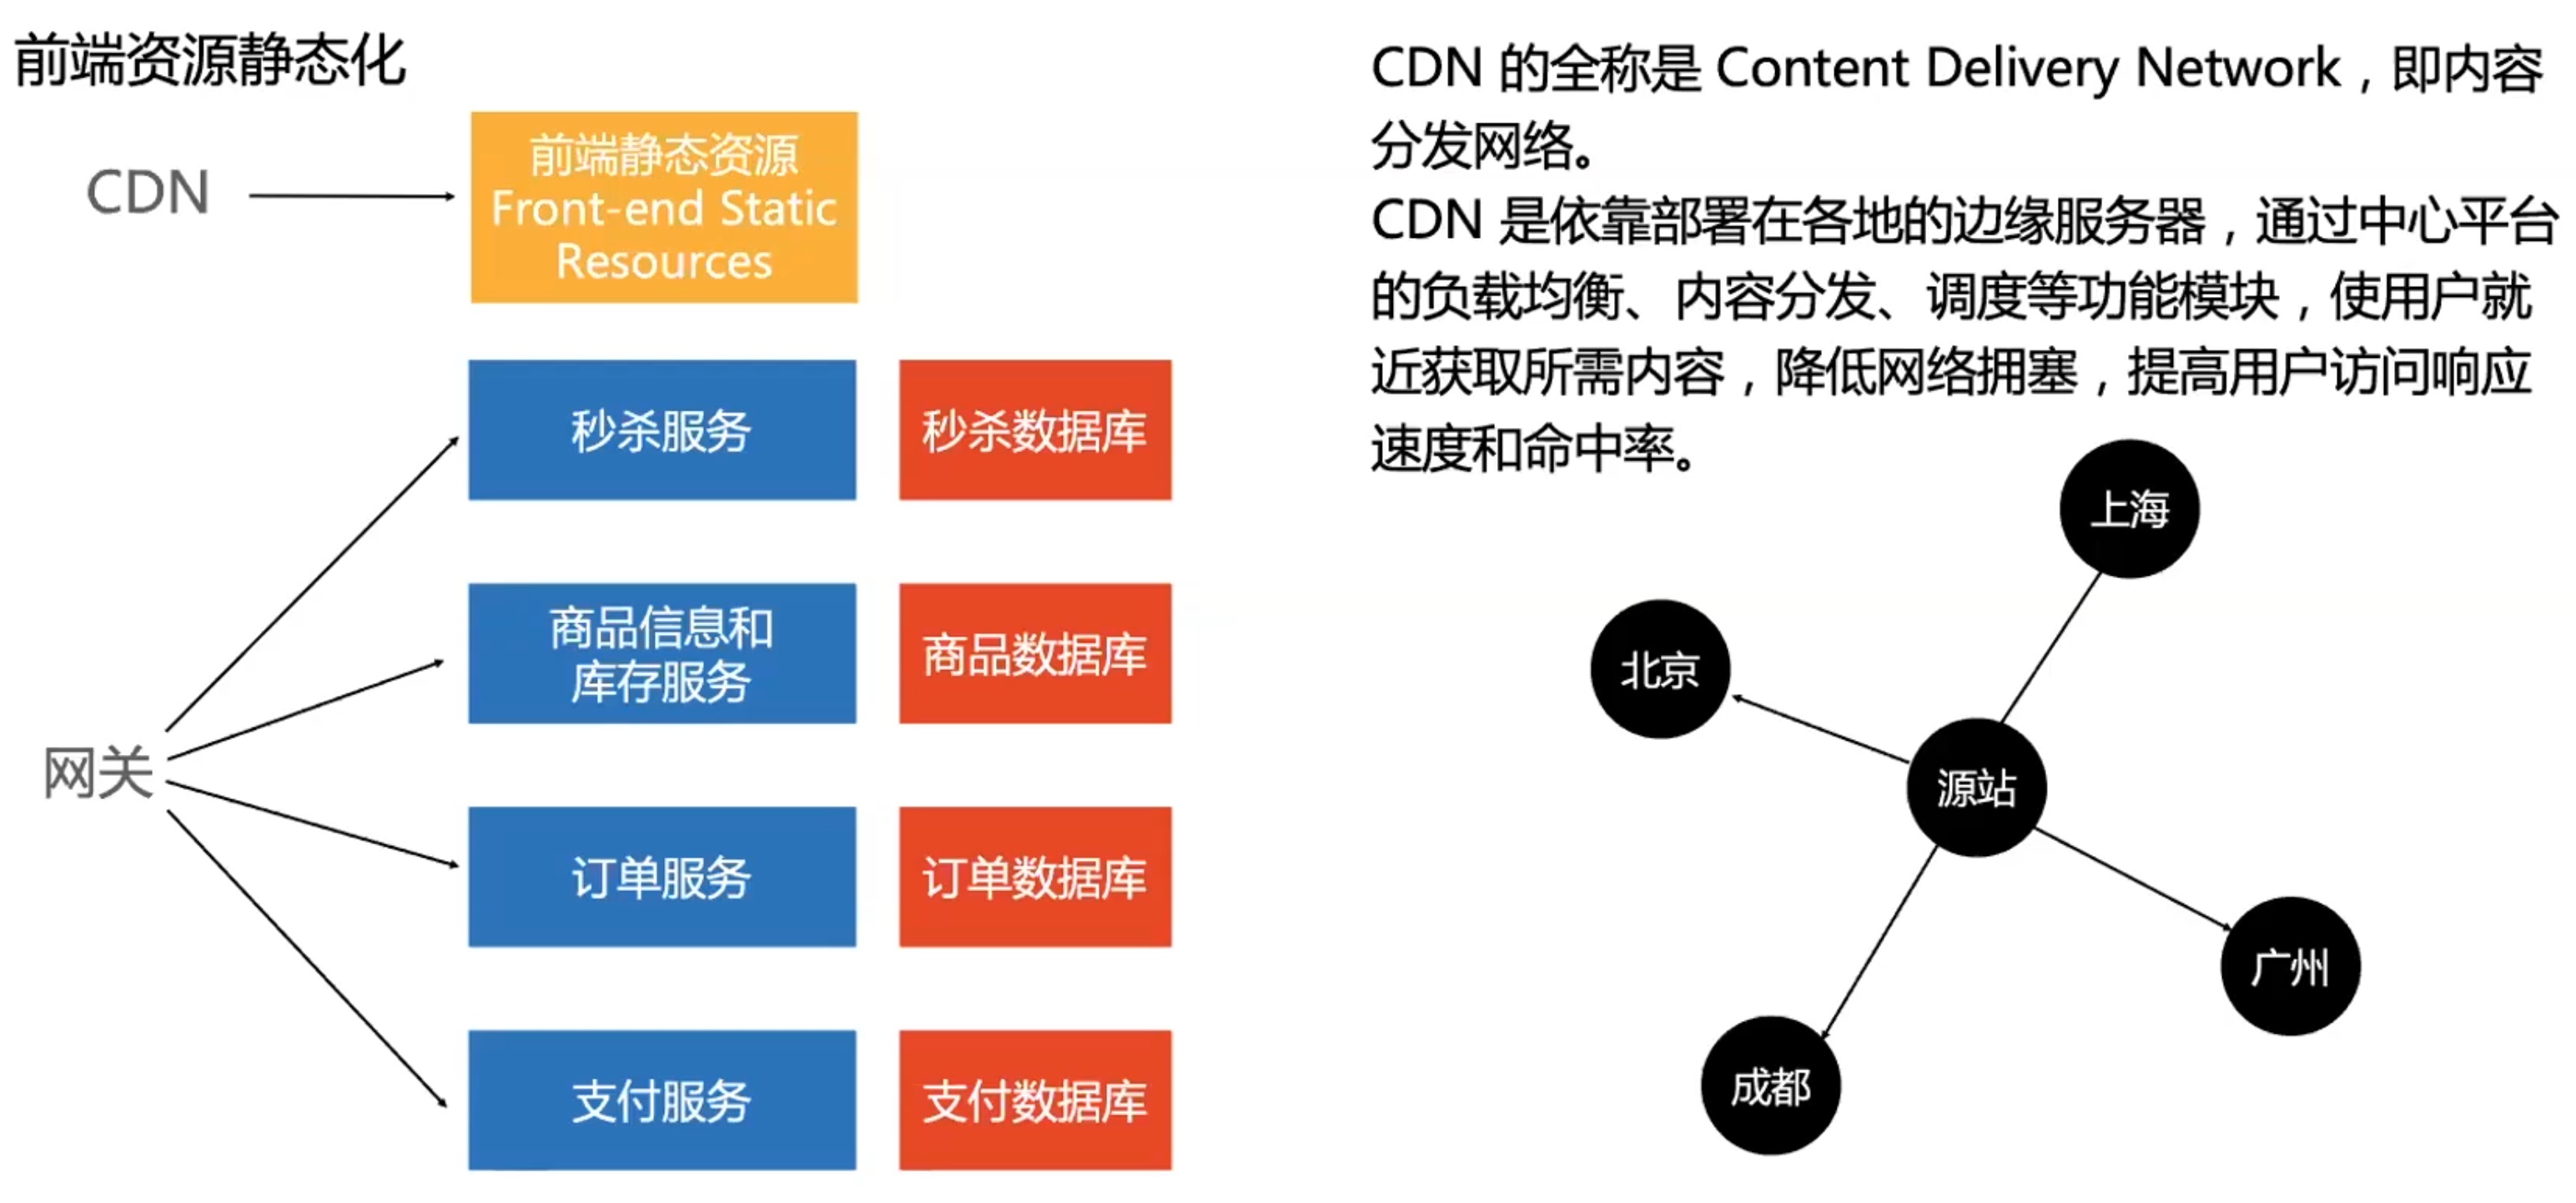 前端资源静态化
CDN
前端静态资源
Front-end Static
Resources
秒杀服务
秒杀数据库
商品信息和
库存服务
商品数据库
网关
订单服务
订单数据库
支付服务
支付数据库
CDN 的全称是 Content Delivery Network，即内容
分发网络。
CDN 是依靠部署在各地的边缘服务器，通过中心平台
的负载均衡、内容分发、调度等功能模块，使用户就
近获取所需内容，降低网络拥塞，提高用户访问响应
速度和命中率。
上海
北京
源站
广州
成都